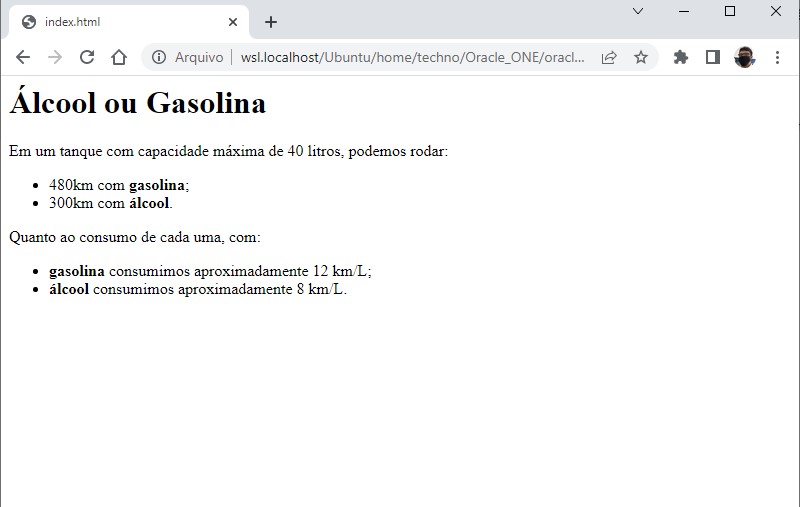 index.html
Arquivo wsl.localhost/Ubuntu/home/techno/Oracle_ONE/oracl...
Álcool ou Gasolina
Em um tanque com capacidade máxima de 40 litros, podemos rodar:
• 480km com gasolina;
• 300km com álcool.
Quanto ao consumo de cada uma, com:
• gasolina consumimos aproximadamente 12 km/L;
• álcool consumimos aproximadamente 8 km/L.